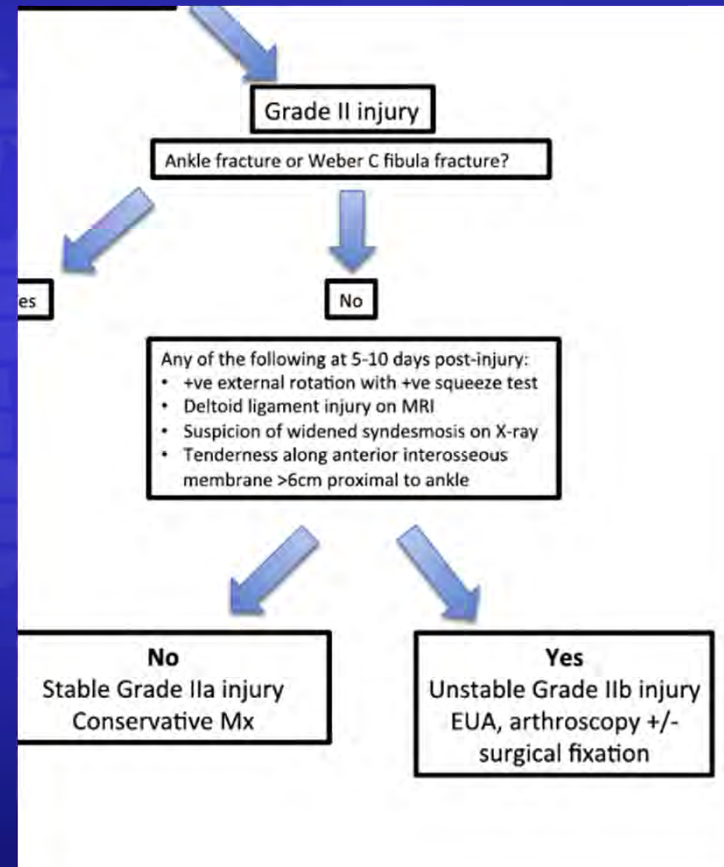 Grade II injury
Ankle fracture or Weber C fibula fracture?
es
No
Any of the following at 5-10 days post-injury:
• +ve external rotation with +ve squeeze test
• Deltoid ligament injury on MRI
• Suspicion of widened syndesmosis on X-ray
• Tenderness along anterior interosseous
membrane >6cm proximal to ankle
No
Stable Grade IIa injury
Conservative Mx
Yes
Unstable Grade IIb injury
EUA, arthroscopy +/-
surgical fixation